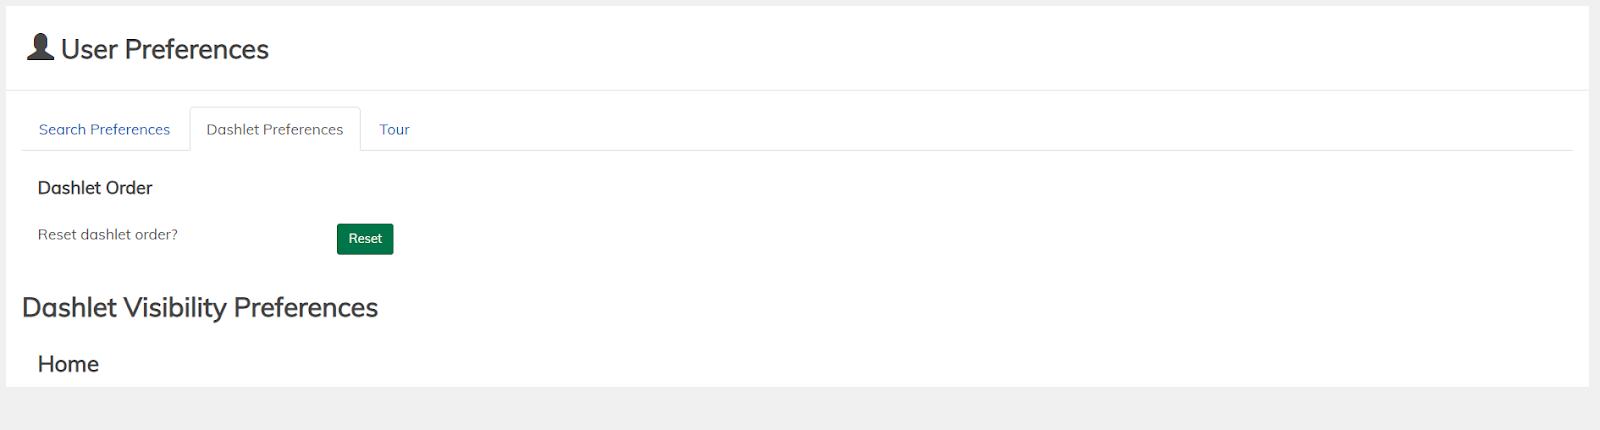 User Preferences
Search Preferences Dashlet Preferences Tour
Dashlet Order
Reset dashlet order? Reset
Dashlet Visibility Preferences
Home